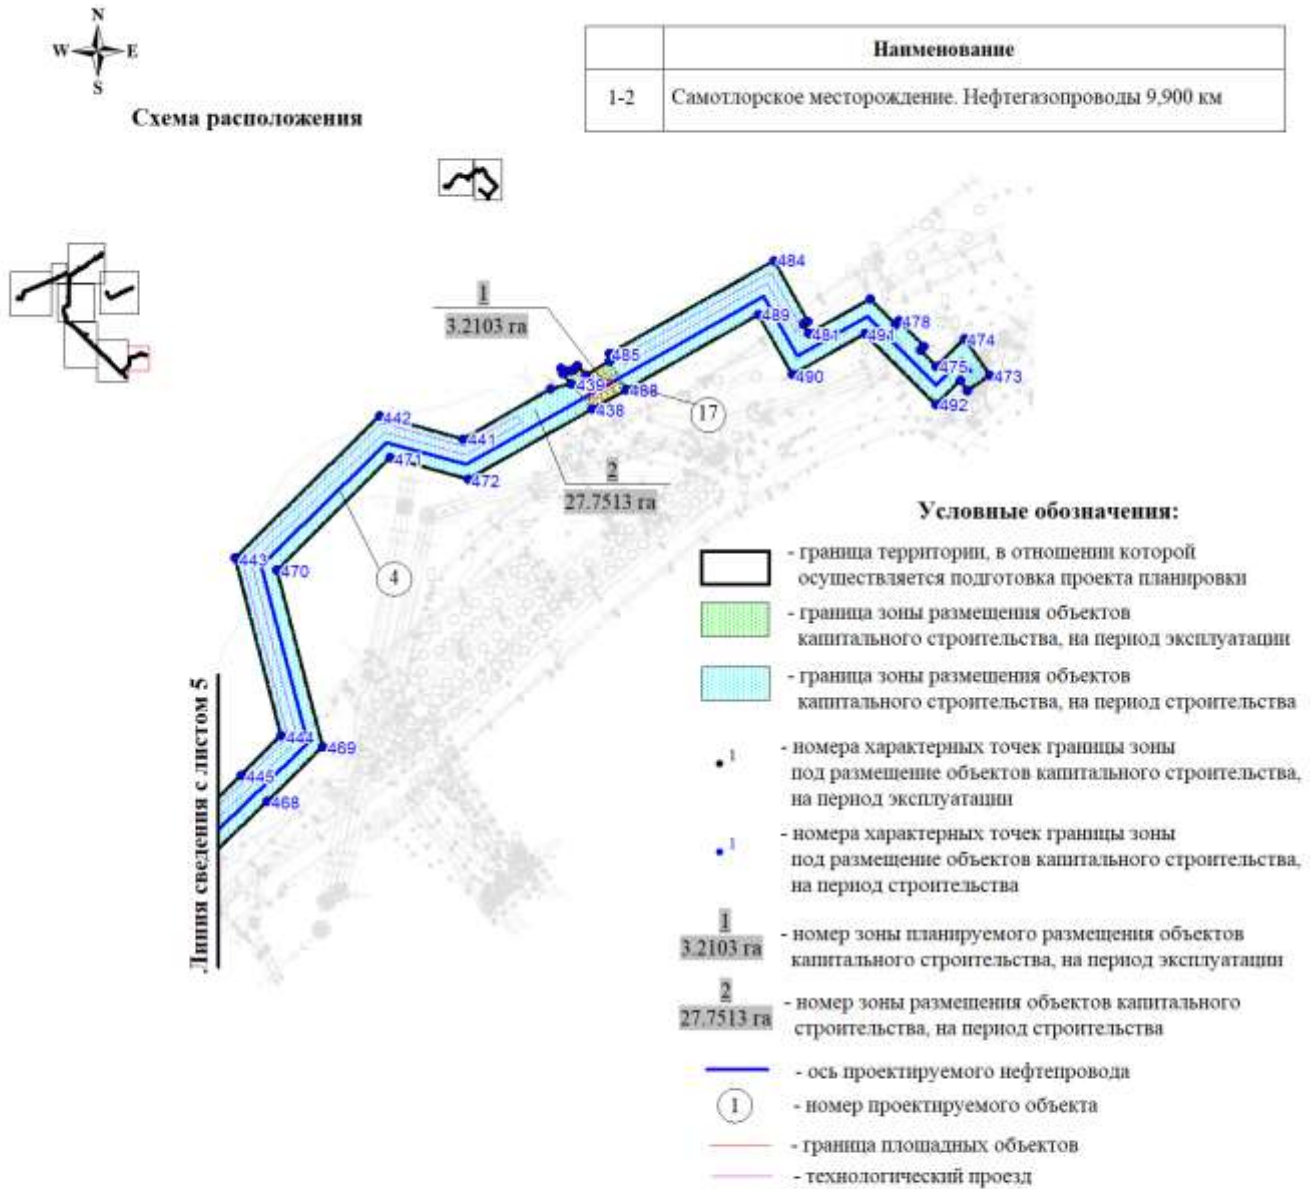 N
W E
S
Схема расположения
Наименование
1-2 Самотлорское месторождение. Нефтегазопроводы 9,900 км
484
1
3.2103 га
489
478
481
491
474
485
475
473
490
439
488
492
438
17
442
441
471
472
2
27.7513 га
443
470
4
444
469
445
468
Линия сведения с листом 5
Условные обозначения:
- граница территории, в отношении которой
осуществляется подготовка проекта планировки
- граница зоны размещения объектов
капитального строительства, на период эксплуатации
- граница зоны размещения объектов
капитального строительства, на период строительства
1
- номера характерных точек границы зоны
под размещение объектов капитального строительства,
на период эксплуатации
1
- номера характерных точек границы зоны
под размещение объектов капитального строительства,
на период строительства
1
3.2103 га
- номер зоны планируемого размещения объектов
капитального строительства, на период эксплуатации
2
27.7513 га
- номер зоны размещения объектов капитального
строительства, на период строительства
- ось проектируемого нефтепровода
1 - номер проектируемого объекта
- граница площадных объектов
- технологический проезд